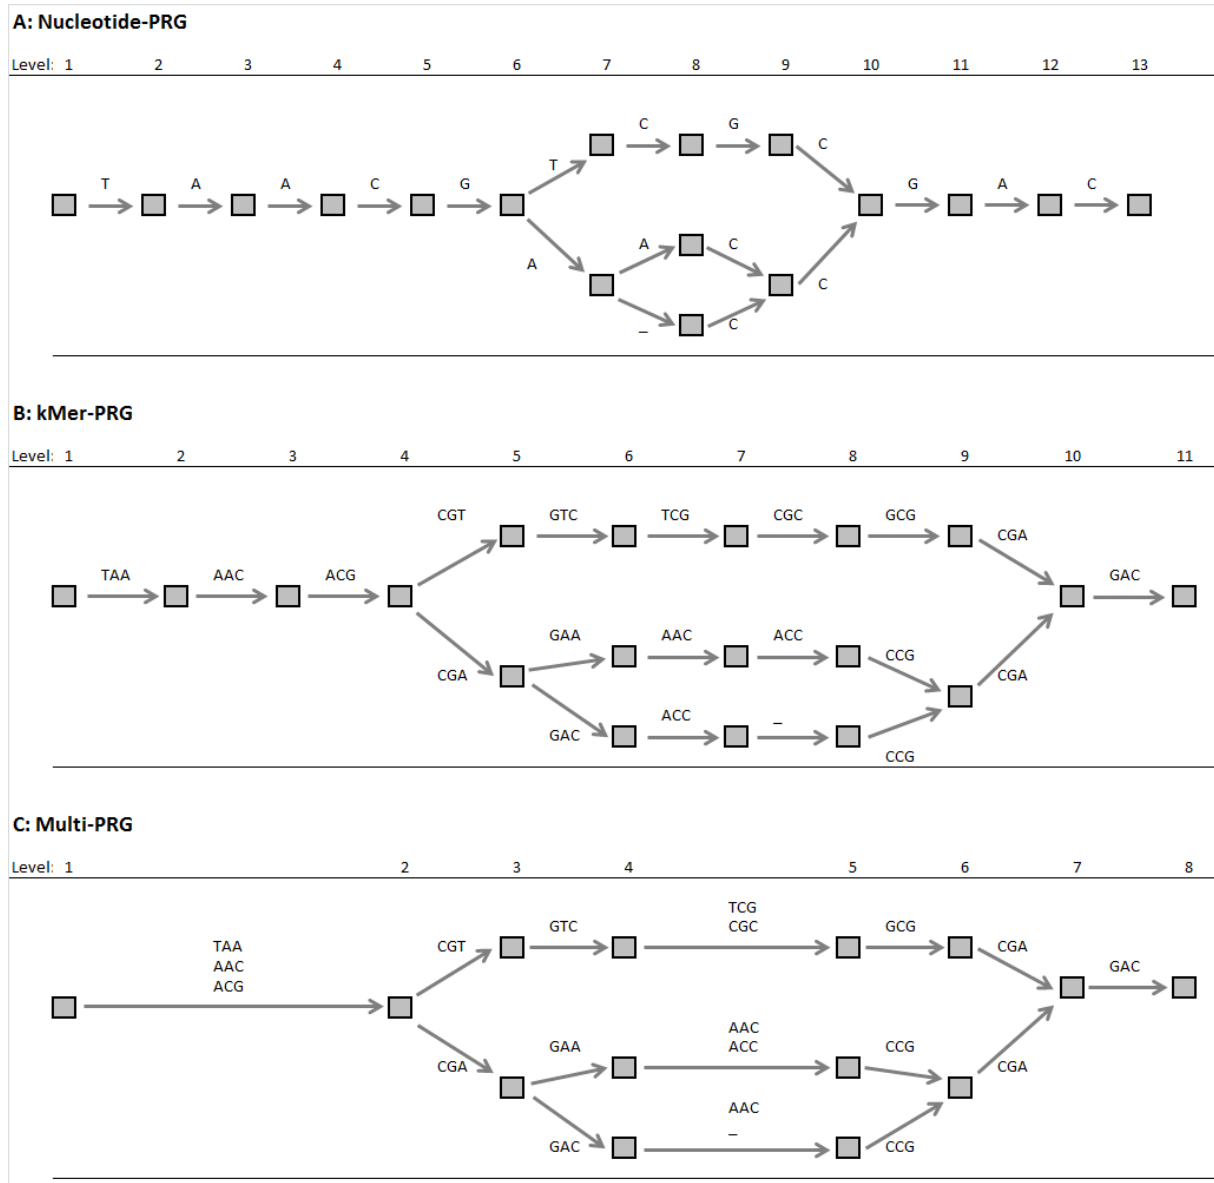 A: Nucleotide-PRG
Level: 1 2 3 4 5 6 7 8 9 10 11 12 13
C G
T C
T A A C G G A C
A C
A
C
_ C
B: kMer-PRG
Level: 1 2 3 4 5 6 7 8 9 10 11
CGT GTC TCG CGC GCG
CGA
TAA AAC ACG GAC
GAA AAC ACC
CCG
CGA CGA
GAC ACC _
CCG
C: Multi-PRG
Level: 1 2 3 4 5 6 7 8
TCG
CGC
CGT GTC GCG CGA
TAA
AAC
ACG
GAC
AAC
ACC
GAA CCG
CGA CGA
AAC
_
GAC CCG